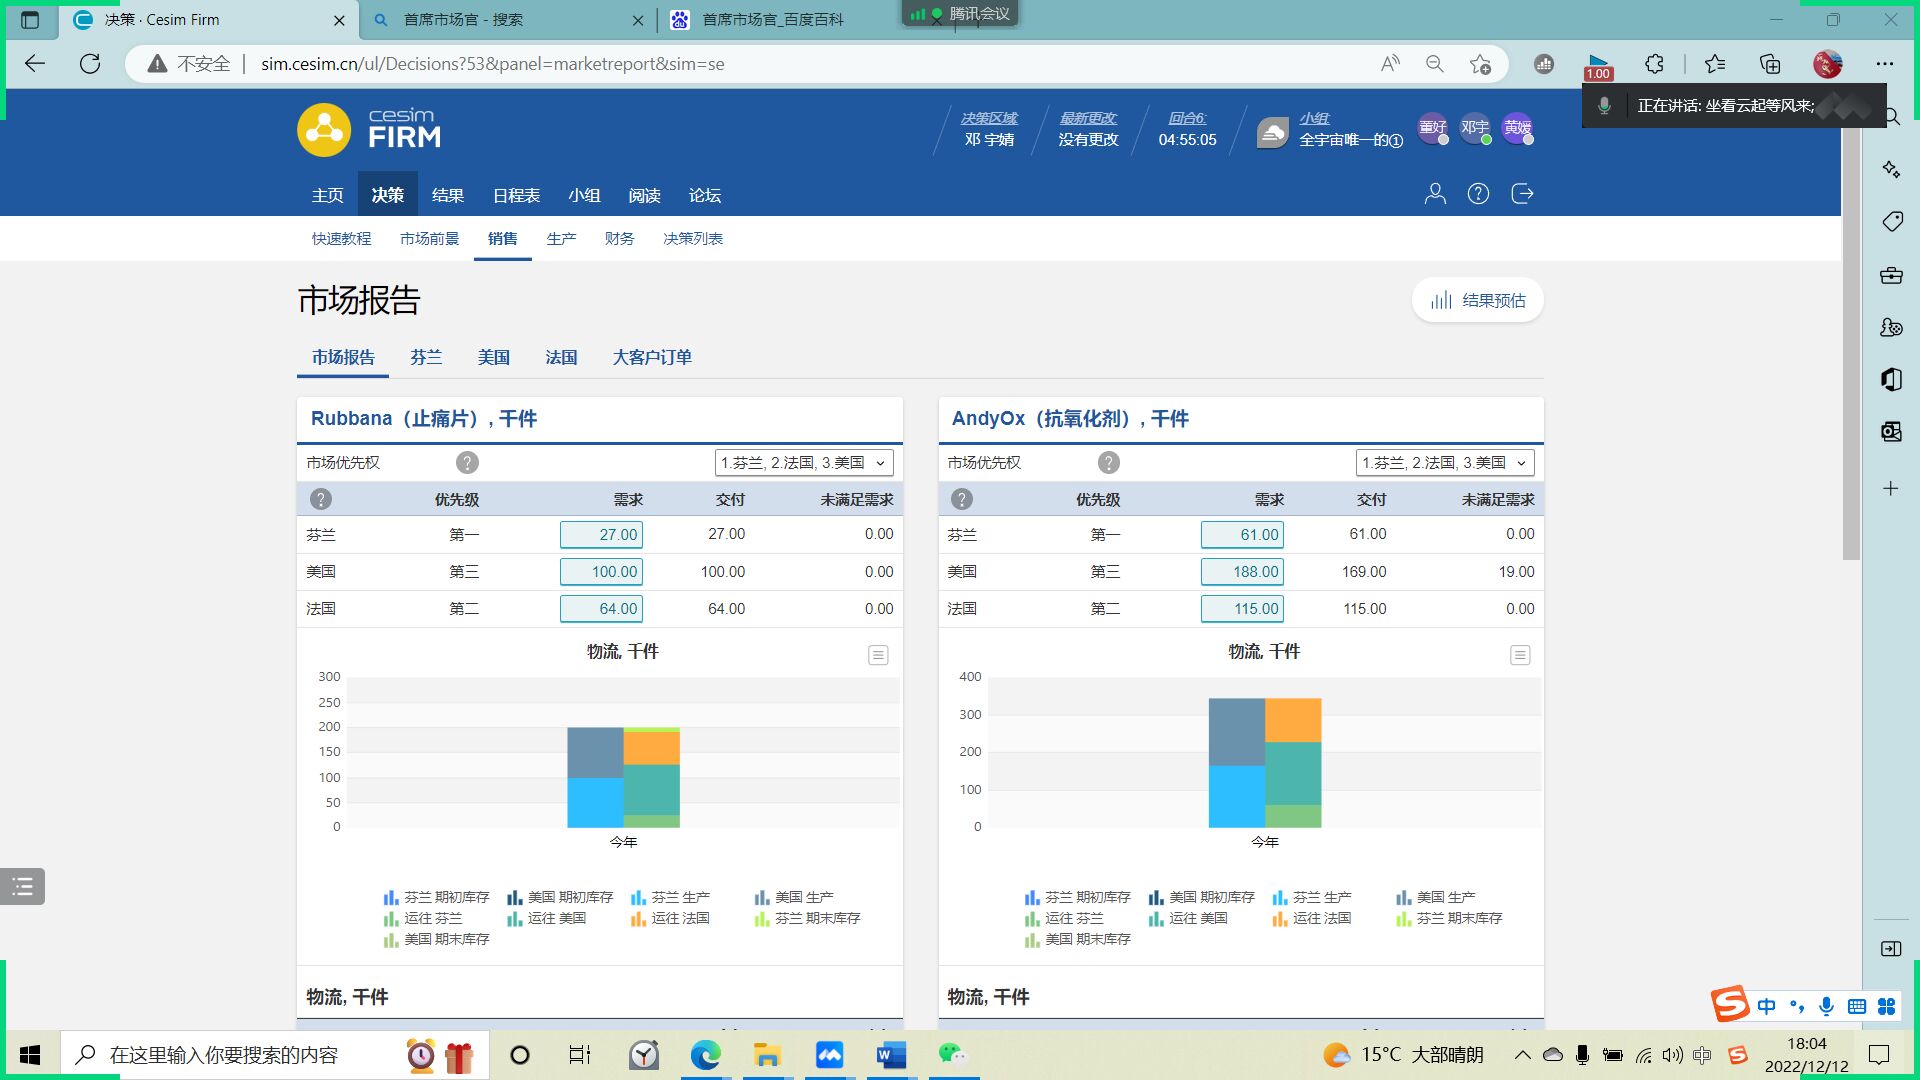 决策 · Cesim Firm
首席市场官 - 搜索
首席市场官_百度百科
腾讯会议
不安全
sim.cesim.cn/ul/Decisions?53&panel=marketreport&sim=se
1.00
正在讲话: 坐看云起等风来;
cesim
FIRM
决策区域:
邓 宇婧
最新更改:
没有更改
回合6:
04:55:05
小组:
全宇宙唯一的①
董好
邓宇
黄媛
主页
决策
结果
日程表
小组
阅读
论坛
快速教程
市场前景
销售
生产
财务
决策列表
市场报告
结果预估
市场报告
芬兰
美国
法国
大客户订单
Rubbana（止痛片）, 千件
市场优先权
1.芬兰, 2.法国, 3.美国
优先级 需求 交付 未满足需求
芬兰 第一 27.00 27.00 0.00
美国 第三 100.00 100.00 0.00
法国 第二 64.00 64.00 0.00
物流, 千件
300
250
200
150
100
50
0
今年
芬兰 期初库存 美国 期初库存 芬兰 生产 美国 生产
运往 芬兰 运往 美国 运往 法国 芬兰 期末库存
美国 期末库存
物流, 千件
AndyOx（抗氧化剂）, 千件
市场优先权
1.芬兰, 2.法国, 3.美国
优先级 需求 交付 未满足需求
芬兰 第一 61.00 61.00 0.00
美国 第三 188.00 169.00 19.00
法国 第二 115.00 115.00 0.00
物流, 千件
400
300
200
100
0
今年
芬兰 期初库存 美国 期初库存 芬兰 生产 美国 生产
运往 芬兰 运往 美国 运往 法国 芬兰 期末库存
美国 期末库存
物流, 千件
中
在这里输入你要搜索的内容
15°C 大部晴朗
中
18:04
2022/12/12